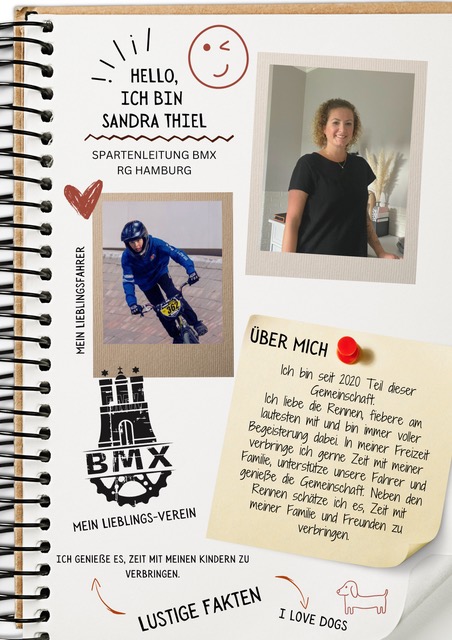 HELLO,
ICH BIN
SANDRA THIEL
SPARTENLEITUNG BMX
RG HAMBURG
MEIN LIEBLINGSFAHRER
ÜBER MICH
Ich bin seit 2020 Teil dieser
Gemeinschaft.
Ich liebe die Rennen, fiebere am
lautesten mit und bin immer voller
Begeisterung dabei. In meiner Freizeit
verbringe ich gerne Zeit mit meiner
Familie, unterstütze unsere Fahrer und
genieße die Gemeinschaft. Neben den
Rennen schätze ich es, Zeit mit
meiner Familie und Freunden zu
verbringen.
BMX
MEIN LIEBLINGS-VEREIN
ICH GENIEßE ES, ZEIT MIT MEINEN KINDERN ZU
VERBRINGEN.
LUSTIGE FAKTEN
I LOVE DOGS